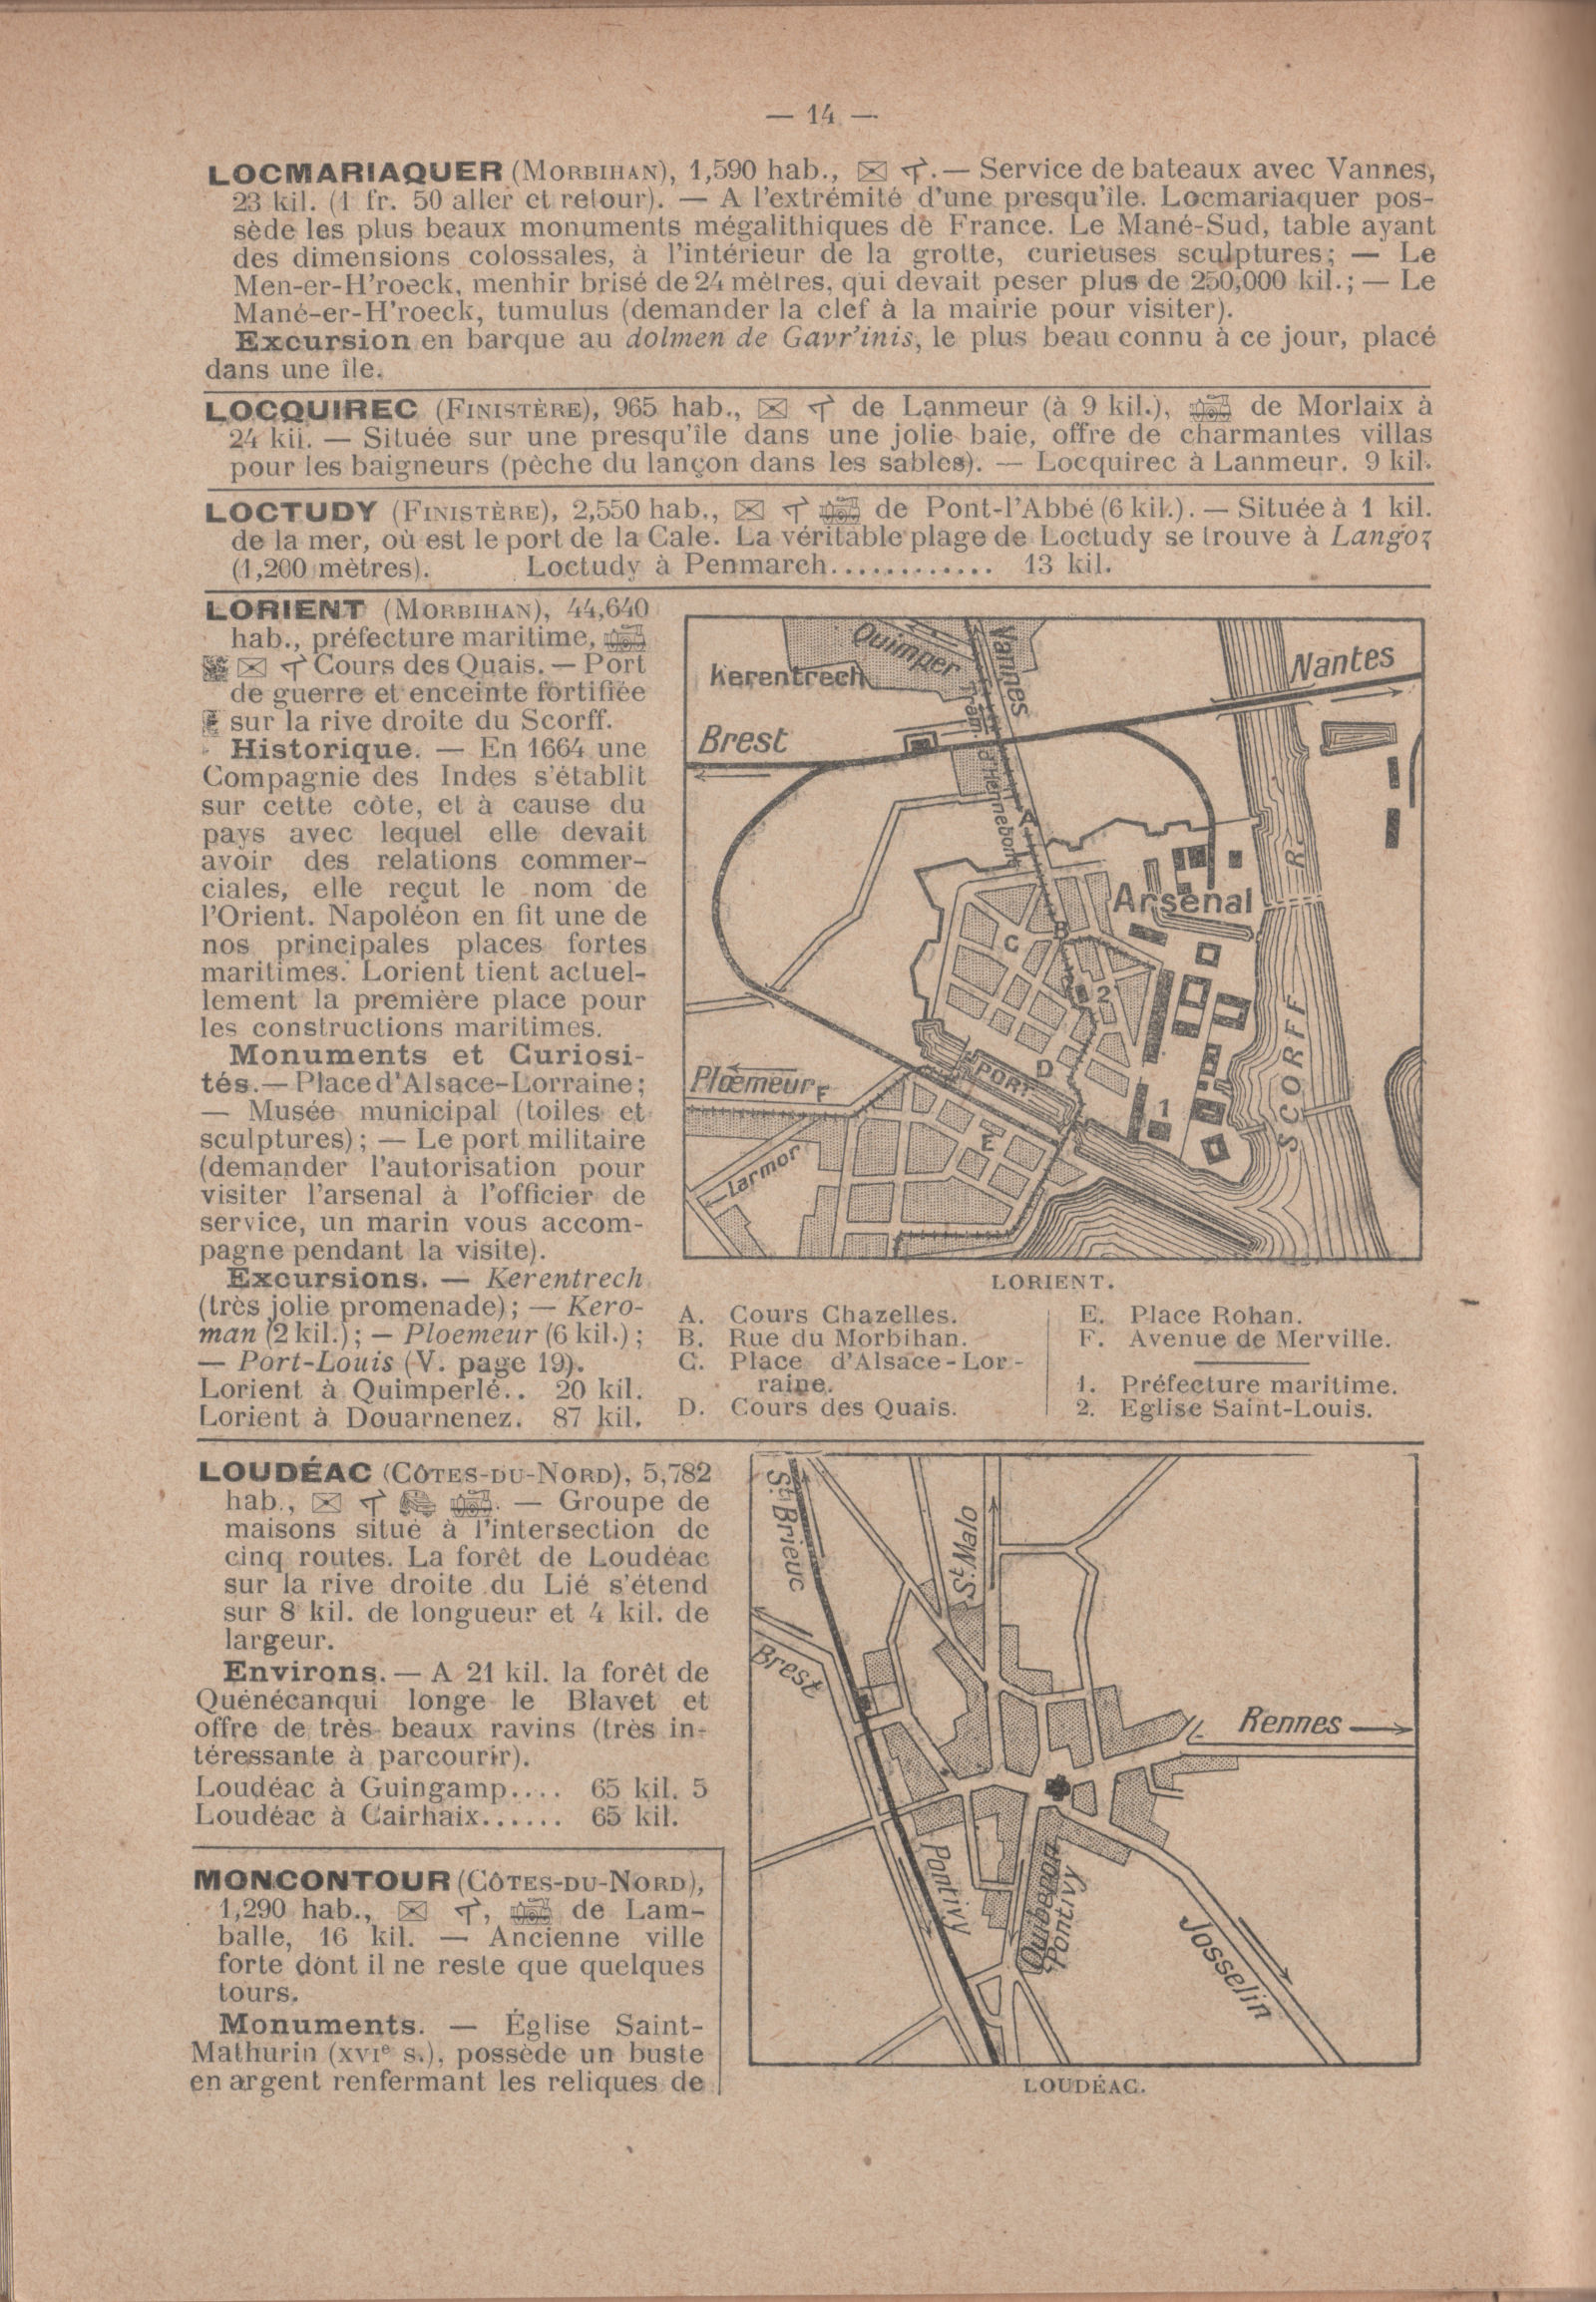 — 14 —
LOCMARIAQUER (MORBIHAN), 1,590 hab., — Service de bateaux avec Vannes,
23 kil. (1 fr. 50 aller et retour). — A l'extrémité d'une presqu'île. Locmariaquer pos-
sède les plus beaux monuments mégalithiques de France. Le Mané-Sud, table ayant
des dimensions colossales, à l'intérieur de la grotte, curieuses sculptures; — Le
Men-er-H'roeck, menhir brisé de 24 mètres, qui devait peser plus de 250,000 kil.; — Le
Mané-er-H'roeck, tumulus (demander la clef à la mairie pour visiter).
Excursion en barque au dolmen de Gavr'inis, le plus beau connu à ce jour, placé
dans une île.
LOCQUIREC (FINISTÈRE), 965 hab., de Lanmeur (à 9 kil.), de Morlaix à
24 kil. — Située sur une presqu'île dans une jolie baie, offre de charmantes villas
pour les baigneurs (pêche du lançon dans les sables). — Locquirec à Lanmeur. 9 kil.
LOCTUDY (FINISTÈRE), 2,550 hab., de Pont-l'Abbé (6 kil.). — Située à 1 kil.
de la mer, où est le port de la Cale. La véritable plage de Loctudy se trouve à Langoz
(1,200 mètres). Loctudy à Penmarch............ 13 kil.
LORIENT (MORBIHAN), 44,640
hab., préfecture maritime,
Cours des Quais. — Port
de guerre et enceinte fortifiée
sur la rive droite du Scorff.
Historique. — En 1664 une
Compagnie des Indes s'établit
sur cette côte, et à cause du
pays avec lequel elle devait
avoir des relations commer-
ciales, elle reçut le nom de
l'Orient. Napoléon en fit une de
nos principales places fortes
maritimes. Lorient tient actuel-
lement la première place pour
les constructions maritimes.
Monuments et Curiosi-
tés. — Place d'Alsace-Lorraine;
— Musée municipal (toiles et
sculptures); — Le port militaire
(demander l'autorisation pour
visiter l'arsenal à l'officier de
service, un marin vous accom-
pagne pendant la visite).
Excursions. — Kerentrech
(très jolie promenade); — Kero-
man (2 kil.); — Ploemeur (6 kil.);
— Port-Louis (V. page 19).
Lorient à Quimperlé.. 20 kil.
Lorient à Douarnenez. 87 kil.
Quimper
Vannes
Nantes
Kerentrech
Brest
Tram. d'Hennebont
A
Arsenal
R.
B
C
2
SCORFF
D
PORT
Plœmeur
F
1
E
Larmor
LORIENT.
A. Cours Chazelles.
B. Rue du Morbihan.
C. Place d'Alsace-Lor-
raine.
D. Cours des Quais.
E. Place Rohan.
F. Avenue de Merville.
1. Préfecture maritime.
2. Eglise Saint-Louis.
LOUDÉAC (CÔTES-DU-NORD), 5,782
hab., — Groupe de
maisons situé à l'intersection de
cinq routes. La forêt de Loudéac
sur la rive droite du Lié s'étend
sur 8 kil. de longueur et 4 kil. de
largeur.
Environs. — A 21 kil. la forêt de
Quénécanqui longe le Blavet et
offre de très beaux ravins (très in-
téressante à parcourir).
Loudéac à Guingamp.... 65 kil. 5
Loudéac à Cairhaix...... 65 kil.
MONCONTOUR (CÔTES-DU-NORD),
1,290 hab., de Lam-
balle, 16 kil. — Ancienne ville
forte dont il ne reste que quelques
tours.
Monuments. — Église Saint-
Mathurin (XVIe s.), possède un buste
en argent renfermant les reliques de
St Brieuc
St Malo
Brest
Rennes
Pontivy
Quiberon
Pontivy
Josselin
LOUDÉAC.